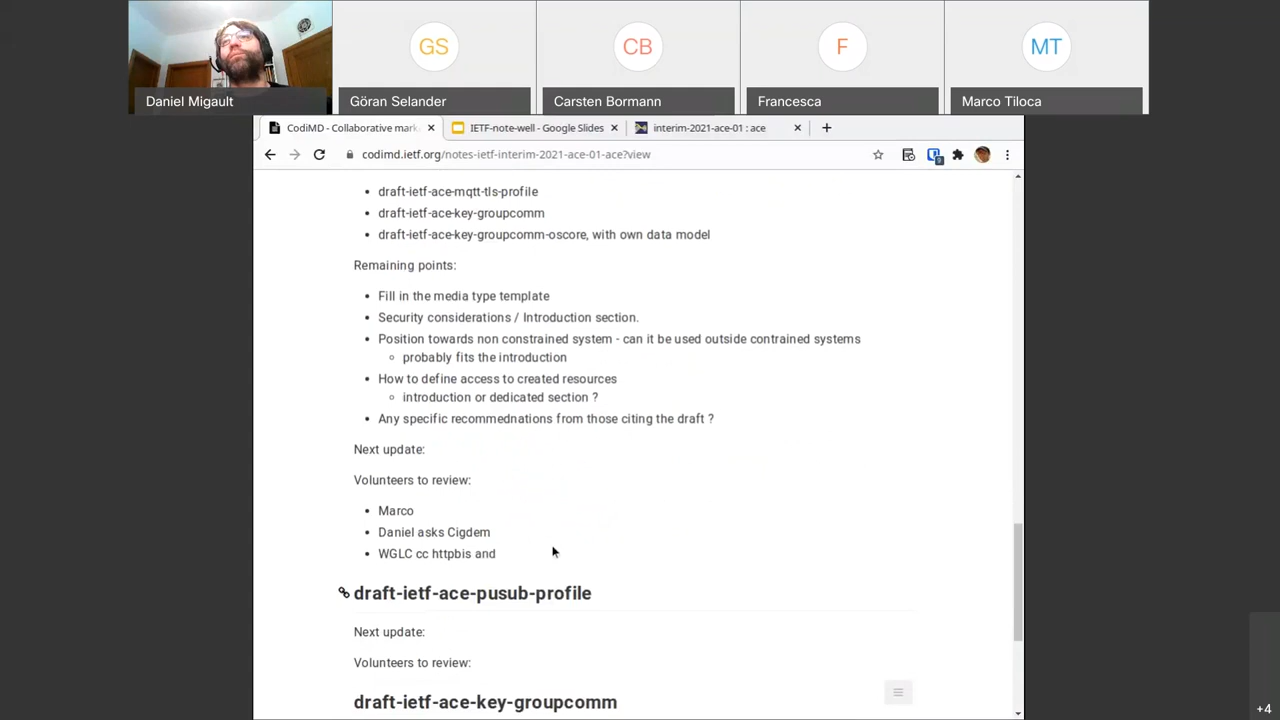 GS
CB
F
MT
Daniel Migault
Göran Selander
Carsten Bormann
Francesca
Marco Tiloca
CodiMD - Collaborative mark
IETF-note-well - Google Slides
interim-2021-ace-01 : ace
codimd.ietf.org/notes-ietf-interim-2021-ace-01-ace?view
draft-ietf-ace-mqtt-tls-profile
draft-ietf-ace-key-groupcomm
draft-ietf-ace-key-groupcomm-oscore, with own data model
Remaining points:
Fill in the media type template
Security considerations / Introduction section.
Position towards non constrained system - can it be used outside contrained systems
probably fits the introduction
How to define access to created resources
introduction or dedicated section ?
Any specific recommednations from those citing the draft ?
Next update:
Volunteers to review:
Marco
Daniel asks Cigdem
WGLC cc httpbis and
draft-ietf-ace-pusub-profile
Next update:
Volunteers to review:
draft-ietf-ace-key-groupcomm
+4